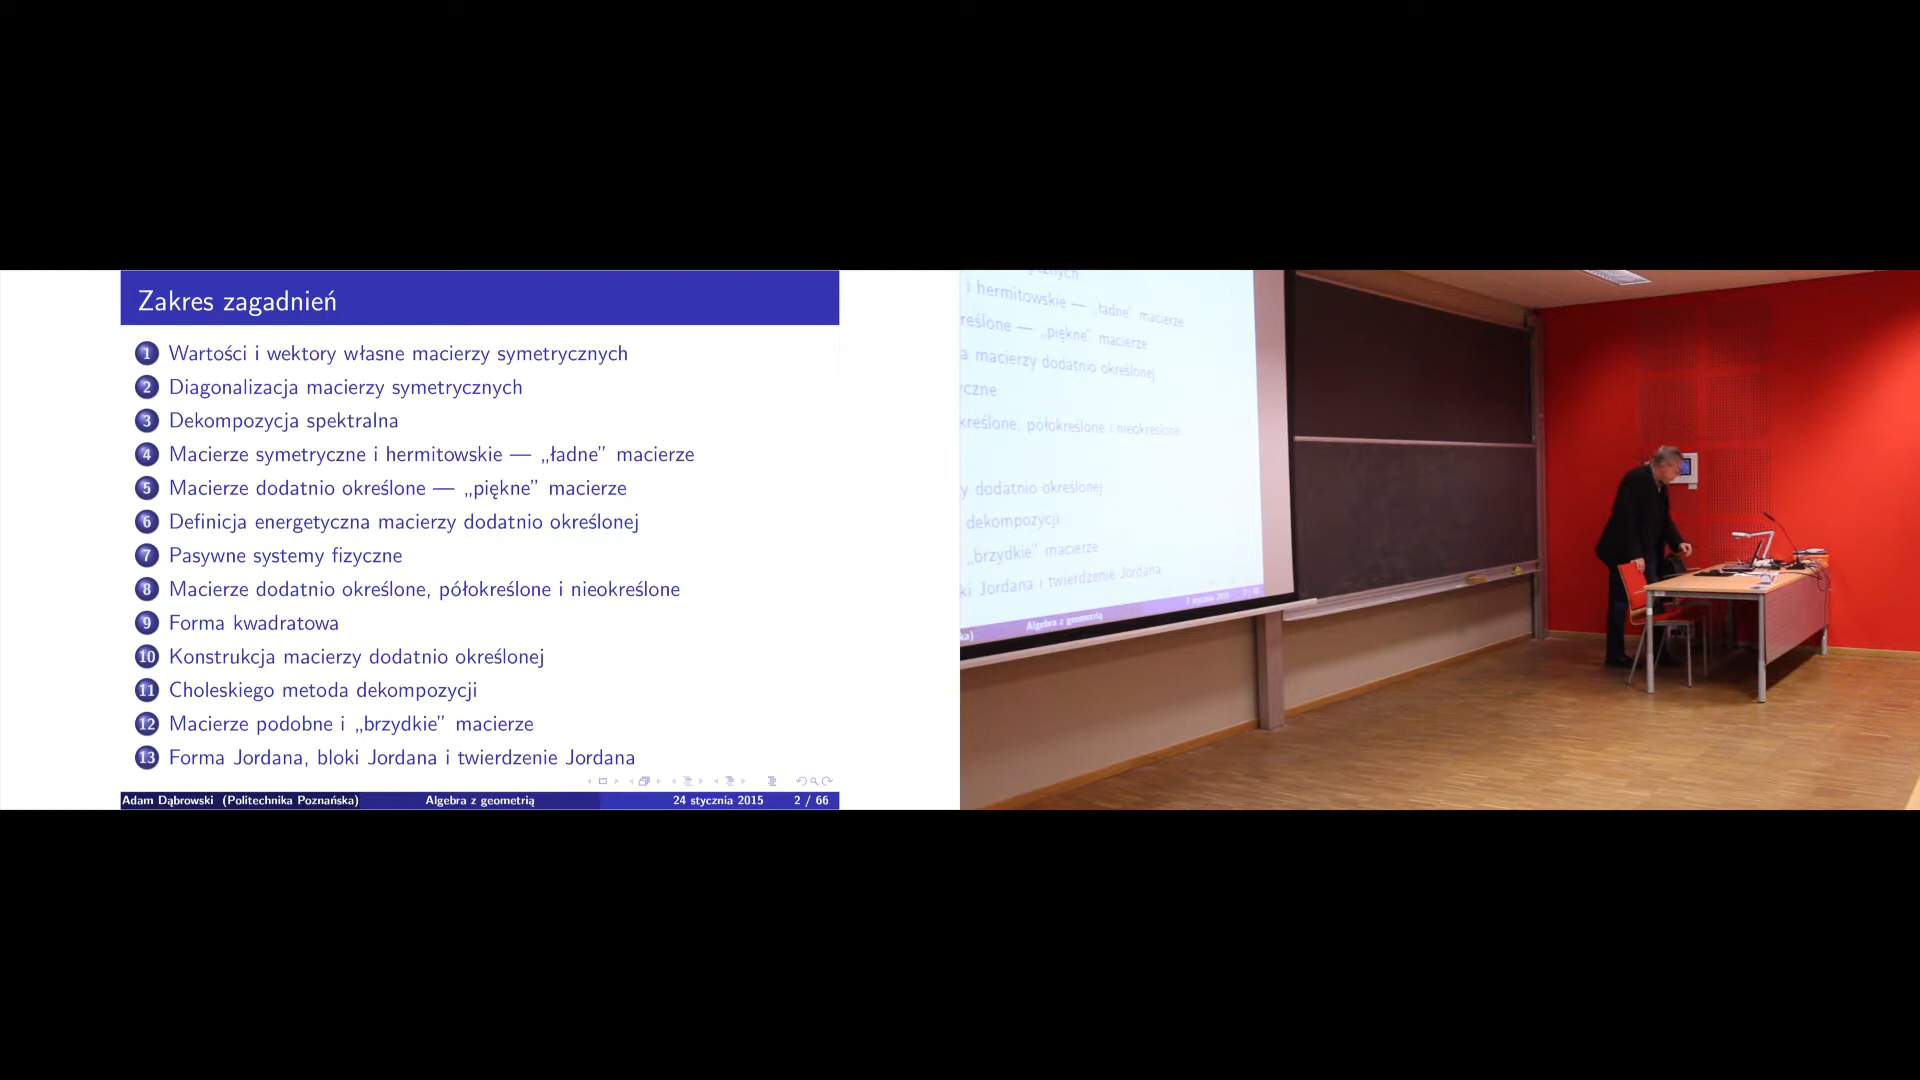 Zakres zagadnień
1 Wartości i wektory własne macierzy symetrycznych
2 Diagonalizacja macierzy symetrycznych
3 Dekompozycja spektralna
4 Macierze symetryczne i hermitowskie — „ładne” macierze
5 Macierze dodatnio określone — „piękne” macierze
6 Definicja energetyczna macierzy dodatnio określonej
7 Pasywne systemy fizyczne
8 Macierze dodatnio określone, półokreślone i nieokreślone
9 Forma kwadratowa
10 Konstrukcja macierzy dodatnio określonej
11 Choleskiego metoda dekompozycji
12 Macierze podobne i „brzydkie” macierze
13 Forma Jordana, bloki Jordana i twierdzenie Jordana
Adam Dąbrowski (Politechnika Poznańska) Algebra z geometrią 24 stycznia 2015 2 / 66
i hermitowskie — „ładne” macierze
reślone — „piękne” macierze
a macierzy dodatnio określonej
yczne
kreślone, półokreślone i nieokreślone
y dodatnio określonej
dekompozycji
„brzydkie” macierze
ki Jordana i twierdzenie Jordana
ka) Algebra z geometrią 7 stycznia 2015